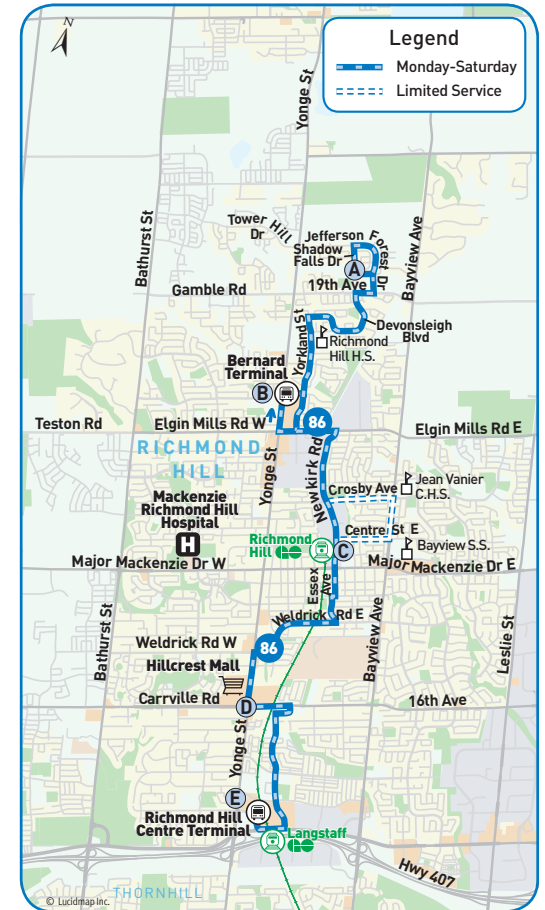 N
Legend
Monday-Saturday
Limited Service
Yonge St
Bathurst St
Tower Hill
Dr
Jefferson Forest Dr
Shadow
Falls Dr
A
19th Ave
Bayview Ave
Gamble Rd
Devonsleigh
Blvd
Yorkland St
Richmond
Hill H.S.
Bernard
Terminal
B
Teston Rd
Elgin Mills Rd W
86
Elgin Mills Rd E
RICHMOND
HILL
Yonge St
Newkirk Rd
Crosby Ave
Jean Vanier
C.H.S.
Mackenzie
Richmond Hill
Hospital
H
Centre St E
Richmond
Hill
C
Bayview S.S.
Major Mackenzie Dr W
Major Mackenzie Dr E
Essex
Ave
Weldrick Rd E
Bathurst St
Bayview Ave
Leslie St
Weldrick Rd W
86
Hillcrest Mall
Carrville Rd
D
16th Ave
Yonge St
E
Richmond Hill
Centre Terminal
Langstaff
Hwy 407
THORNHILL
© Lucidmap Inc.